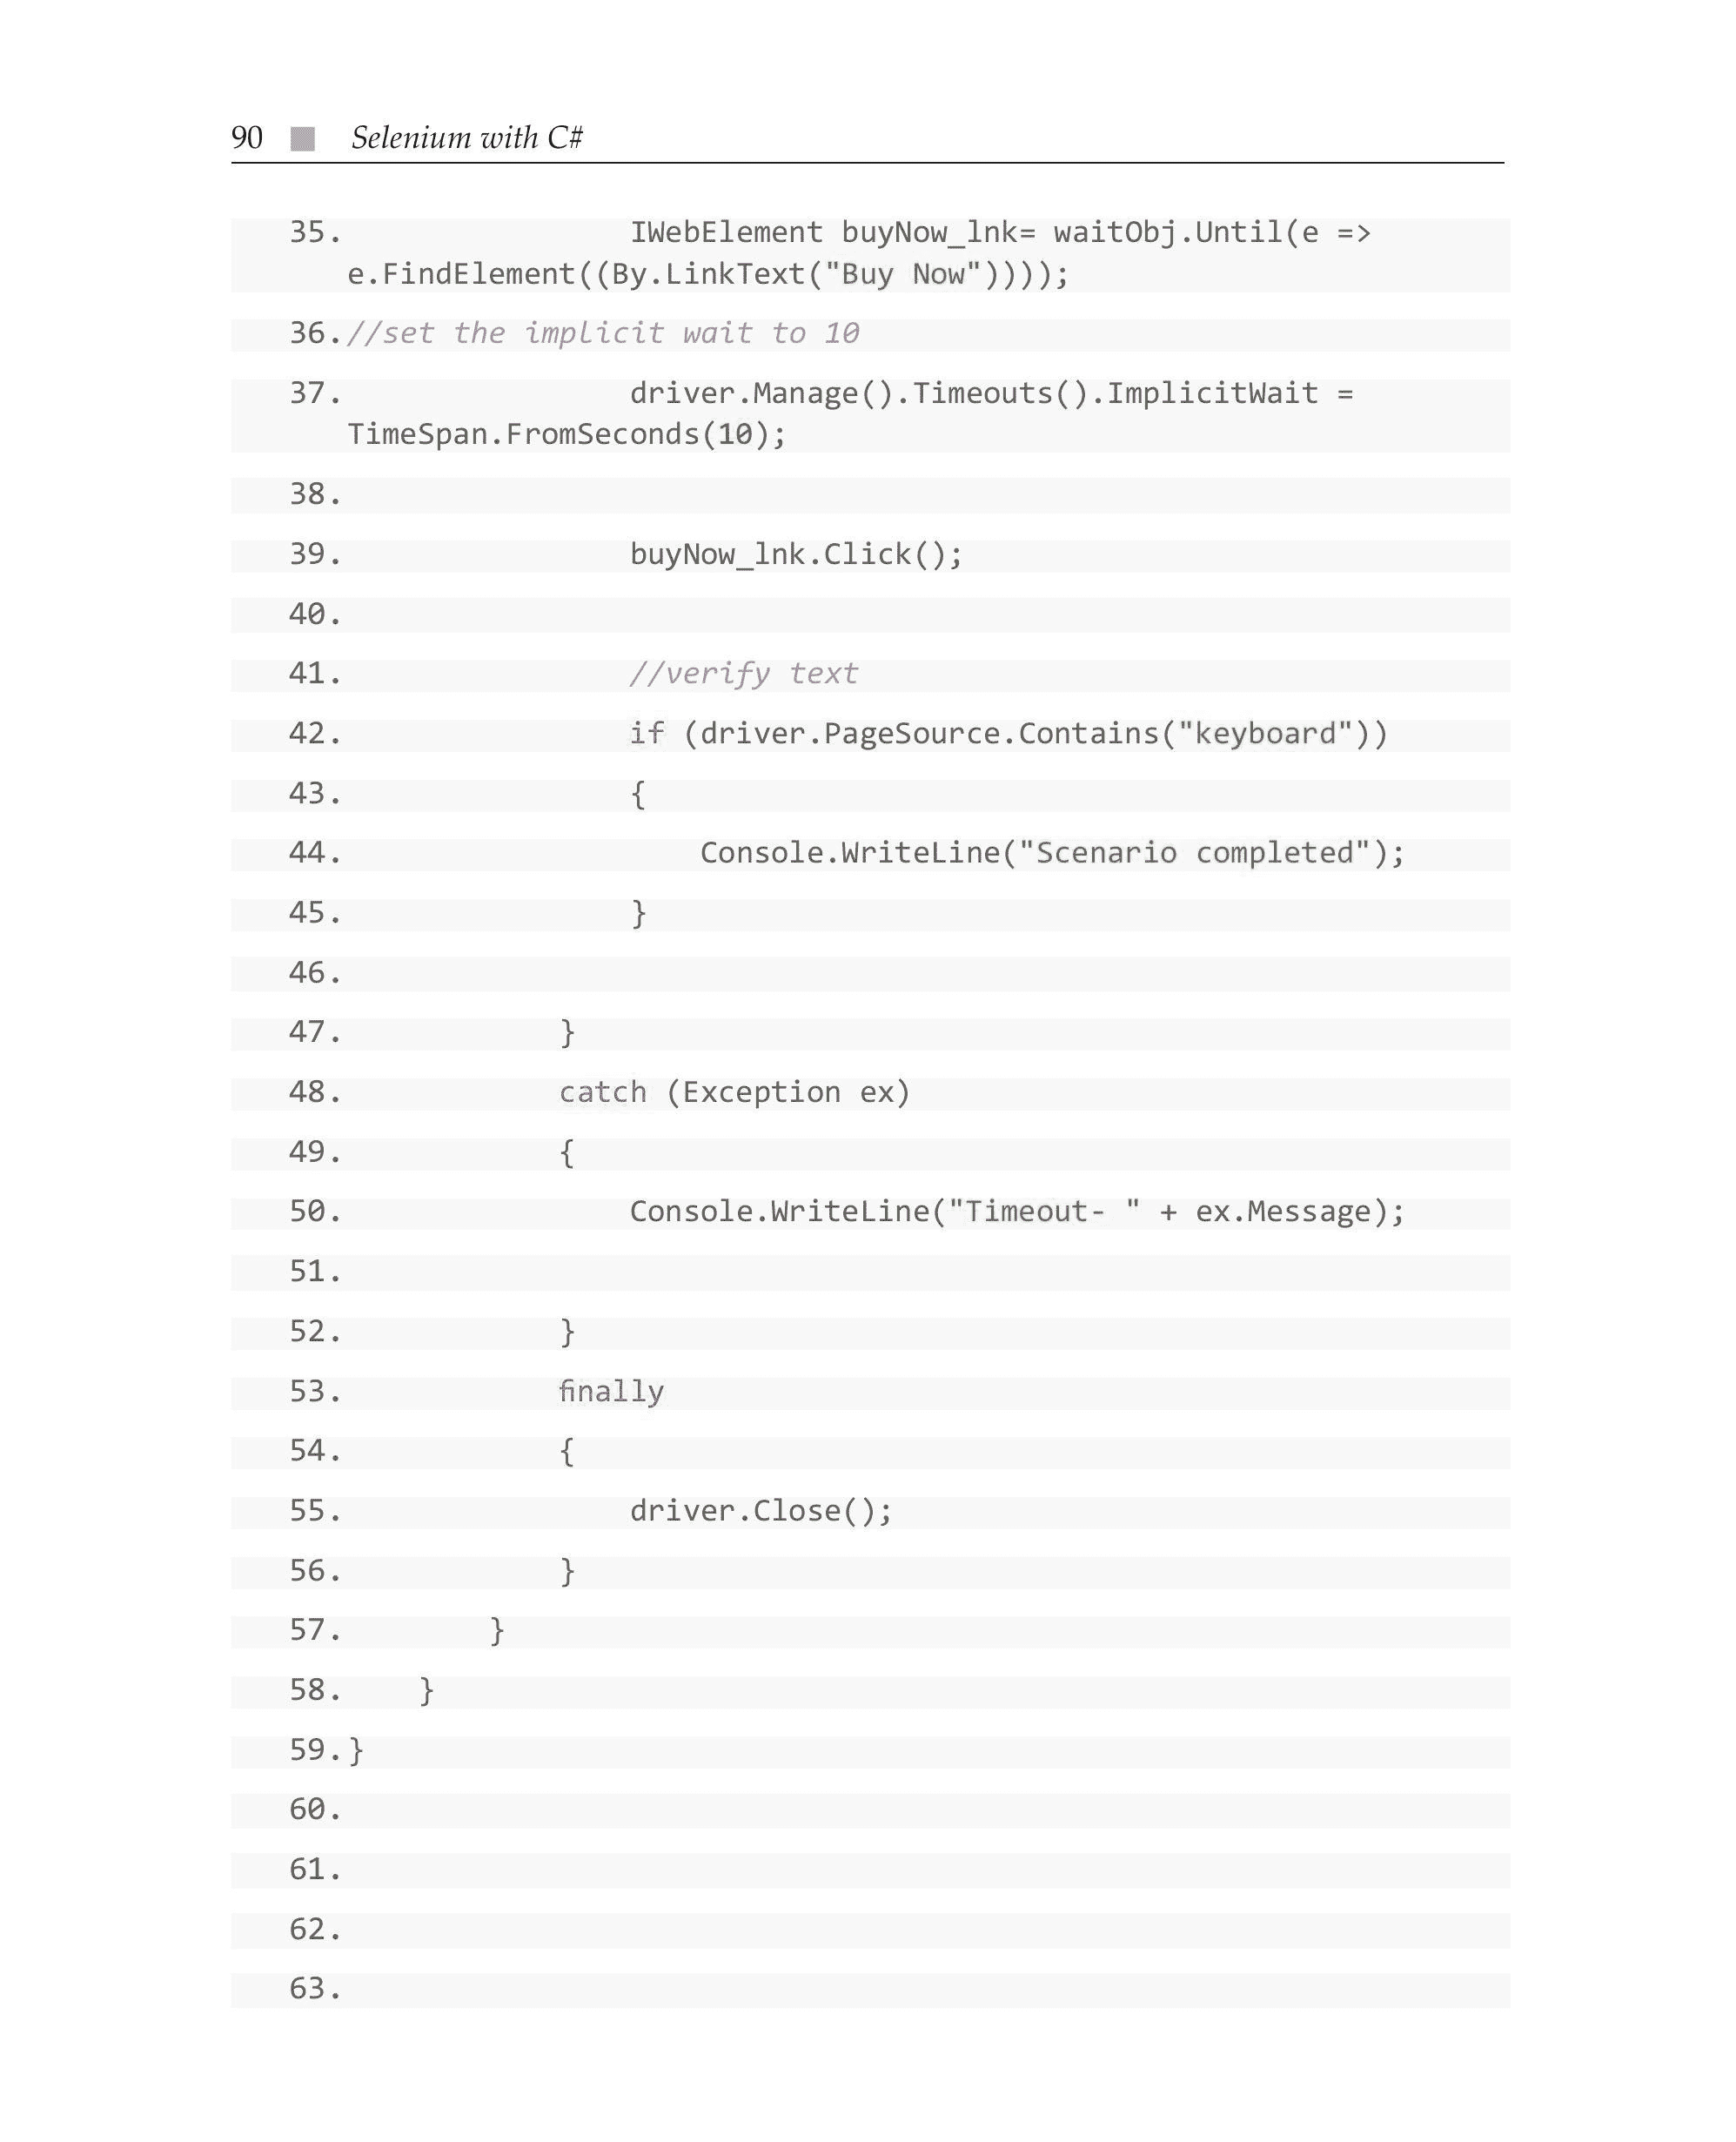 90 Selenium with C#
35. IWebElement buyNow_lnk= waitObj.Until(e =>
e.FindElement((By.LinkText("Buy Now"))));
36.//set the implicit wait to 10
37. driver.Manage().Timeouts().ImplicitWait =
TimeSpan.FromSeconds(10);
38.
39. buyNow_lnk.Click();
40.
41. //verify text
42. if (driver.PageSource.Contains("keyboard"))
43. {
44. Console.WriteLine("Scenario completed");
45. }
46.
47. }
48. catch (Exception ex)
49. {
50. Console.WriteLine("Timeout- " + ex.Message);
51.
52. }
53. finally
54. {
55. driver.Close();
56. }
57. }
58. }
59.}
60.
61.
62.
63.